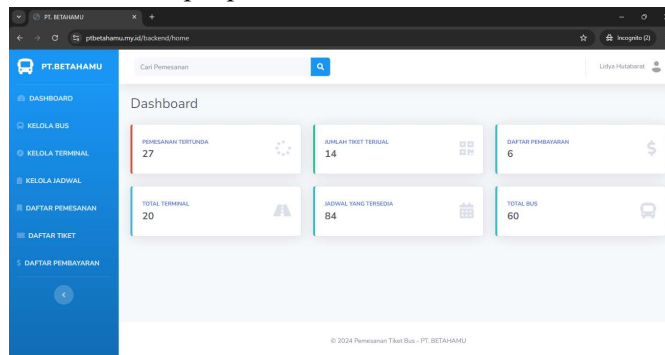 PT. BETAHAMU
ptbetahamu.my.id/backend/home
Incognito (2)
PT.BETAHAMU
Cari Pemesanan
Lidya Hutabarat
DASHBOARD
KELOLA BUS
KELOLA TERMINAL
KELOLA JADWAL
DAFTAR PEMESANAN
DAFTAR TIKET
DAFTAR PEMBAYARAN
Dashboard
PEMESANAN TERTUNDA
27
JUMLAH TIKET TERJUAL
14
DAFTAR PEMBAYARAN
6
TOTAL TERMINAL
20
JADWAL YANG TERSEDIA
84
TOTAL BUS
60
© 2024 Pemesanan Tiket Bus - PT. BETAHAMU